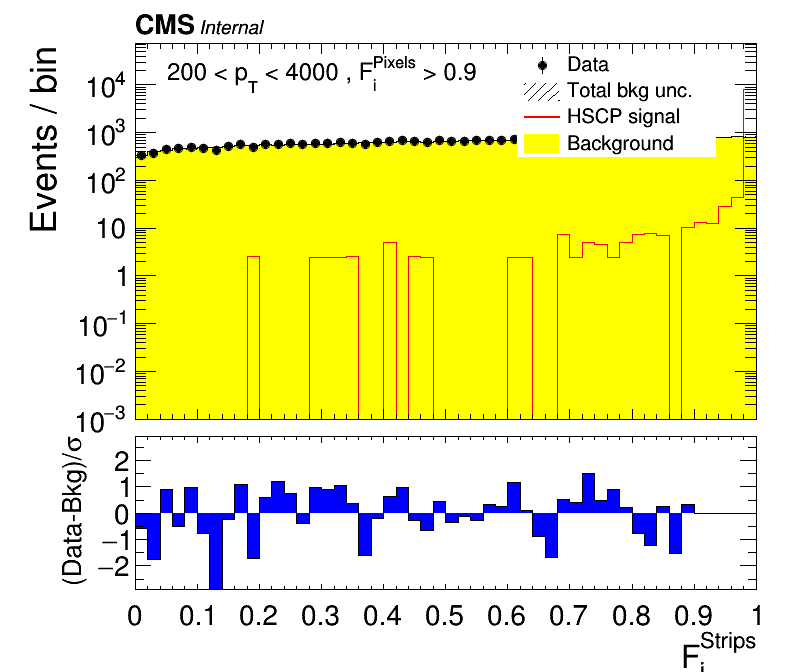 CMS Internal
Events / bin
200 < p_T < 4000 , F_i^Pixels > 0.9
Data
Total bkg unc.
HSCP signal
Background
10^4
10^3
10^2
10
1
10^−1
10^−2
10^−3
(Data-Bkg)/σ
2
1
0
−1
−2
0 0.1 0.2 0.3 0.4 0.5 0.6 0.7 0.8 0.9 1
F_i^Strips